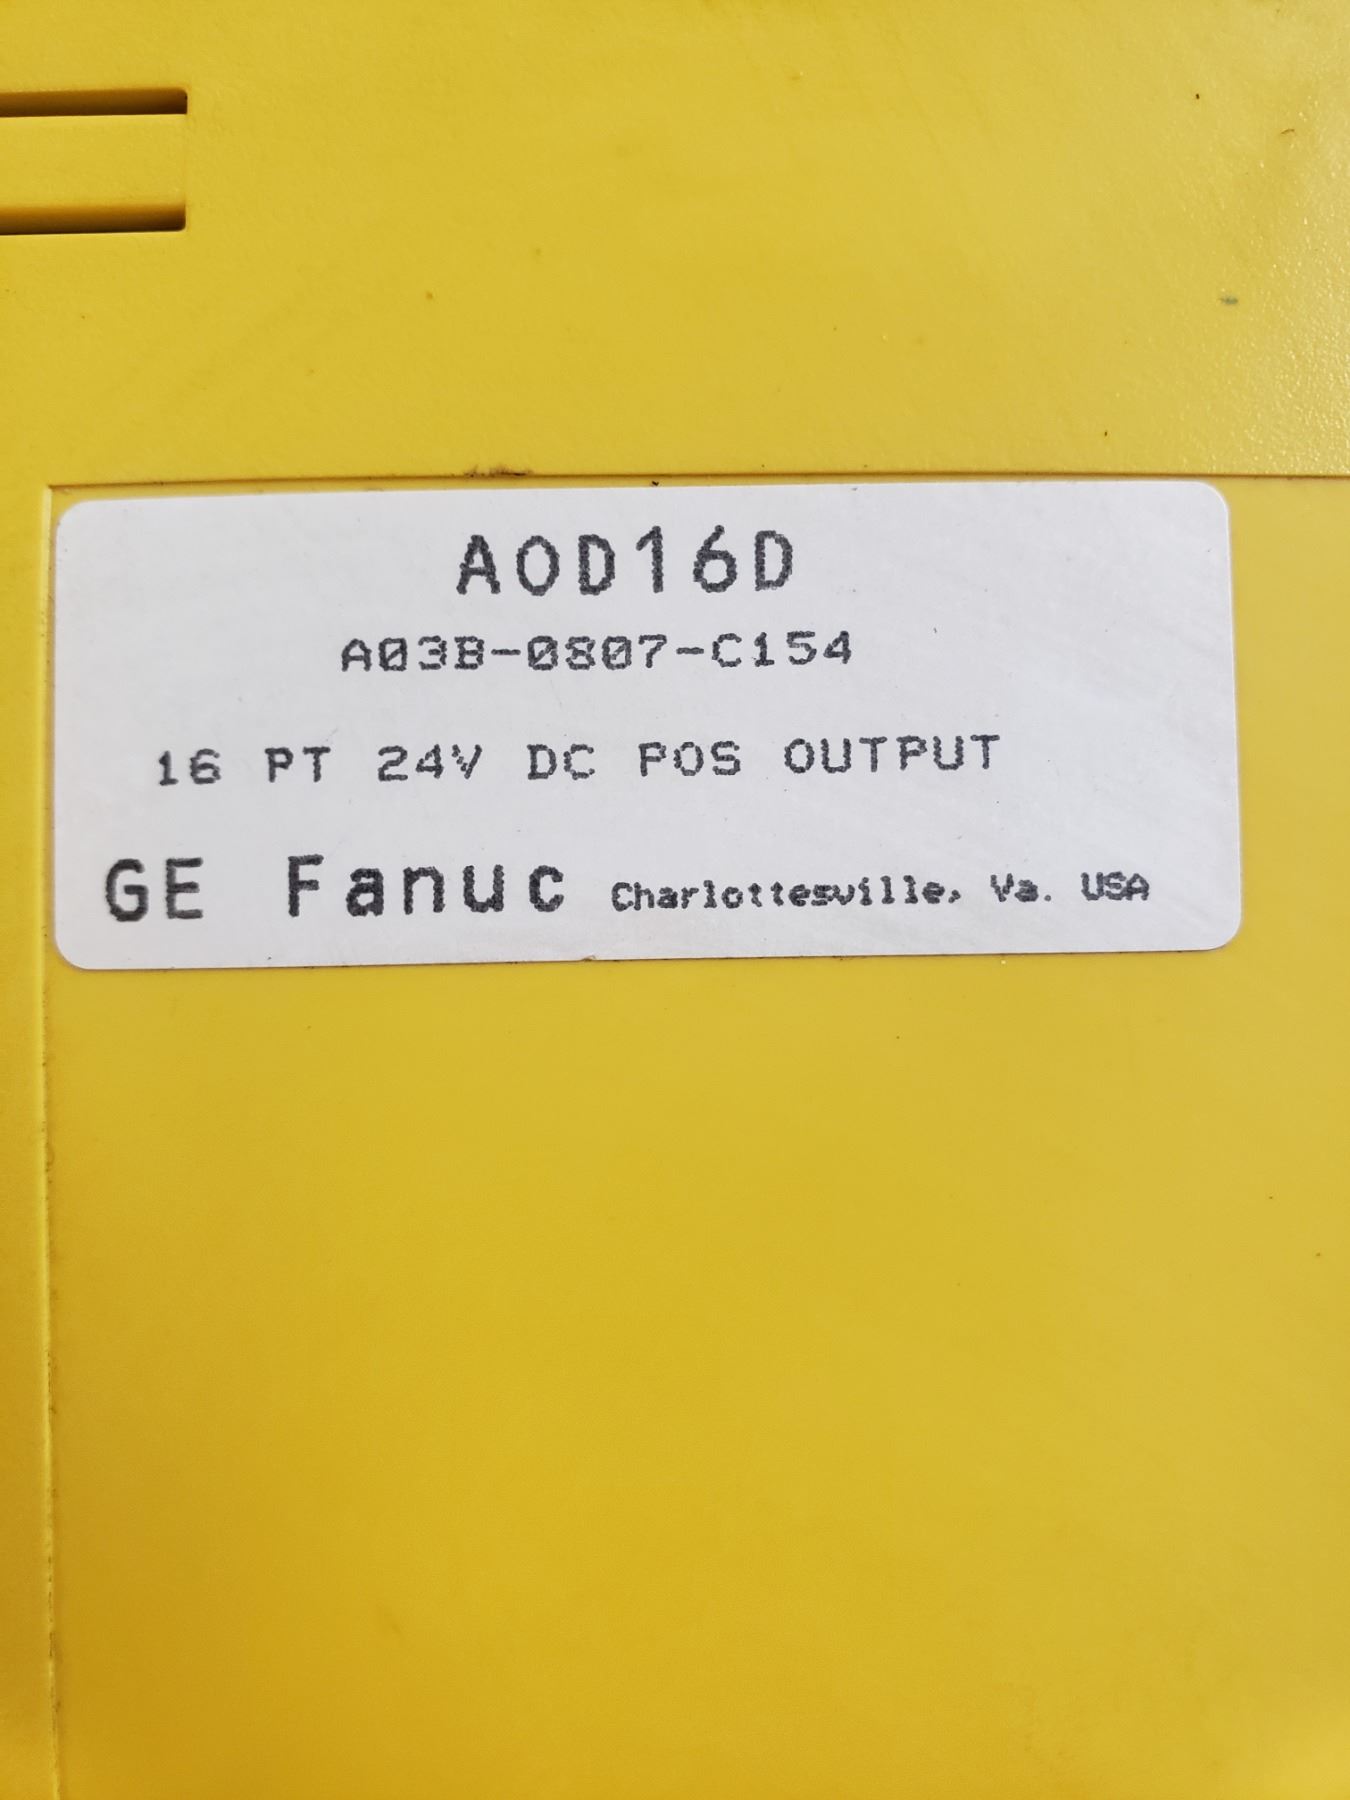 AOD16D
A03B-0807-C154
16 PT 24V DC POS OUTPUT
GE Fanuc Charlottesville, Va. USA